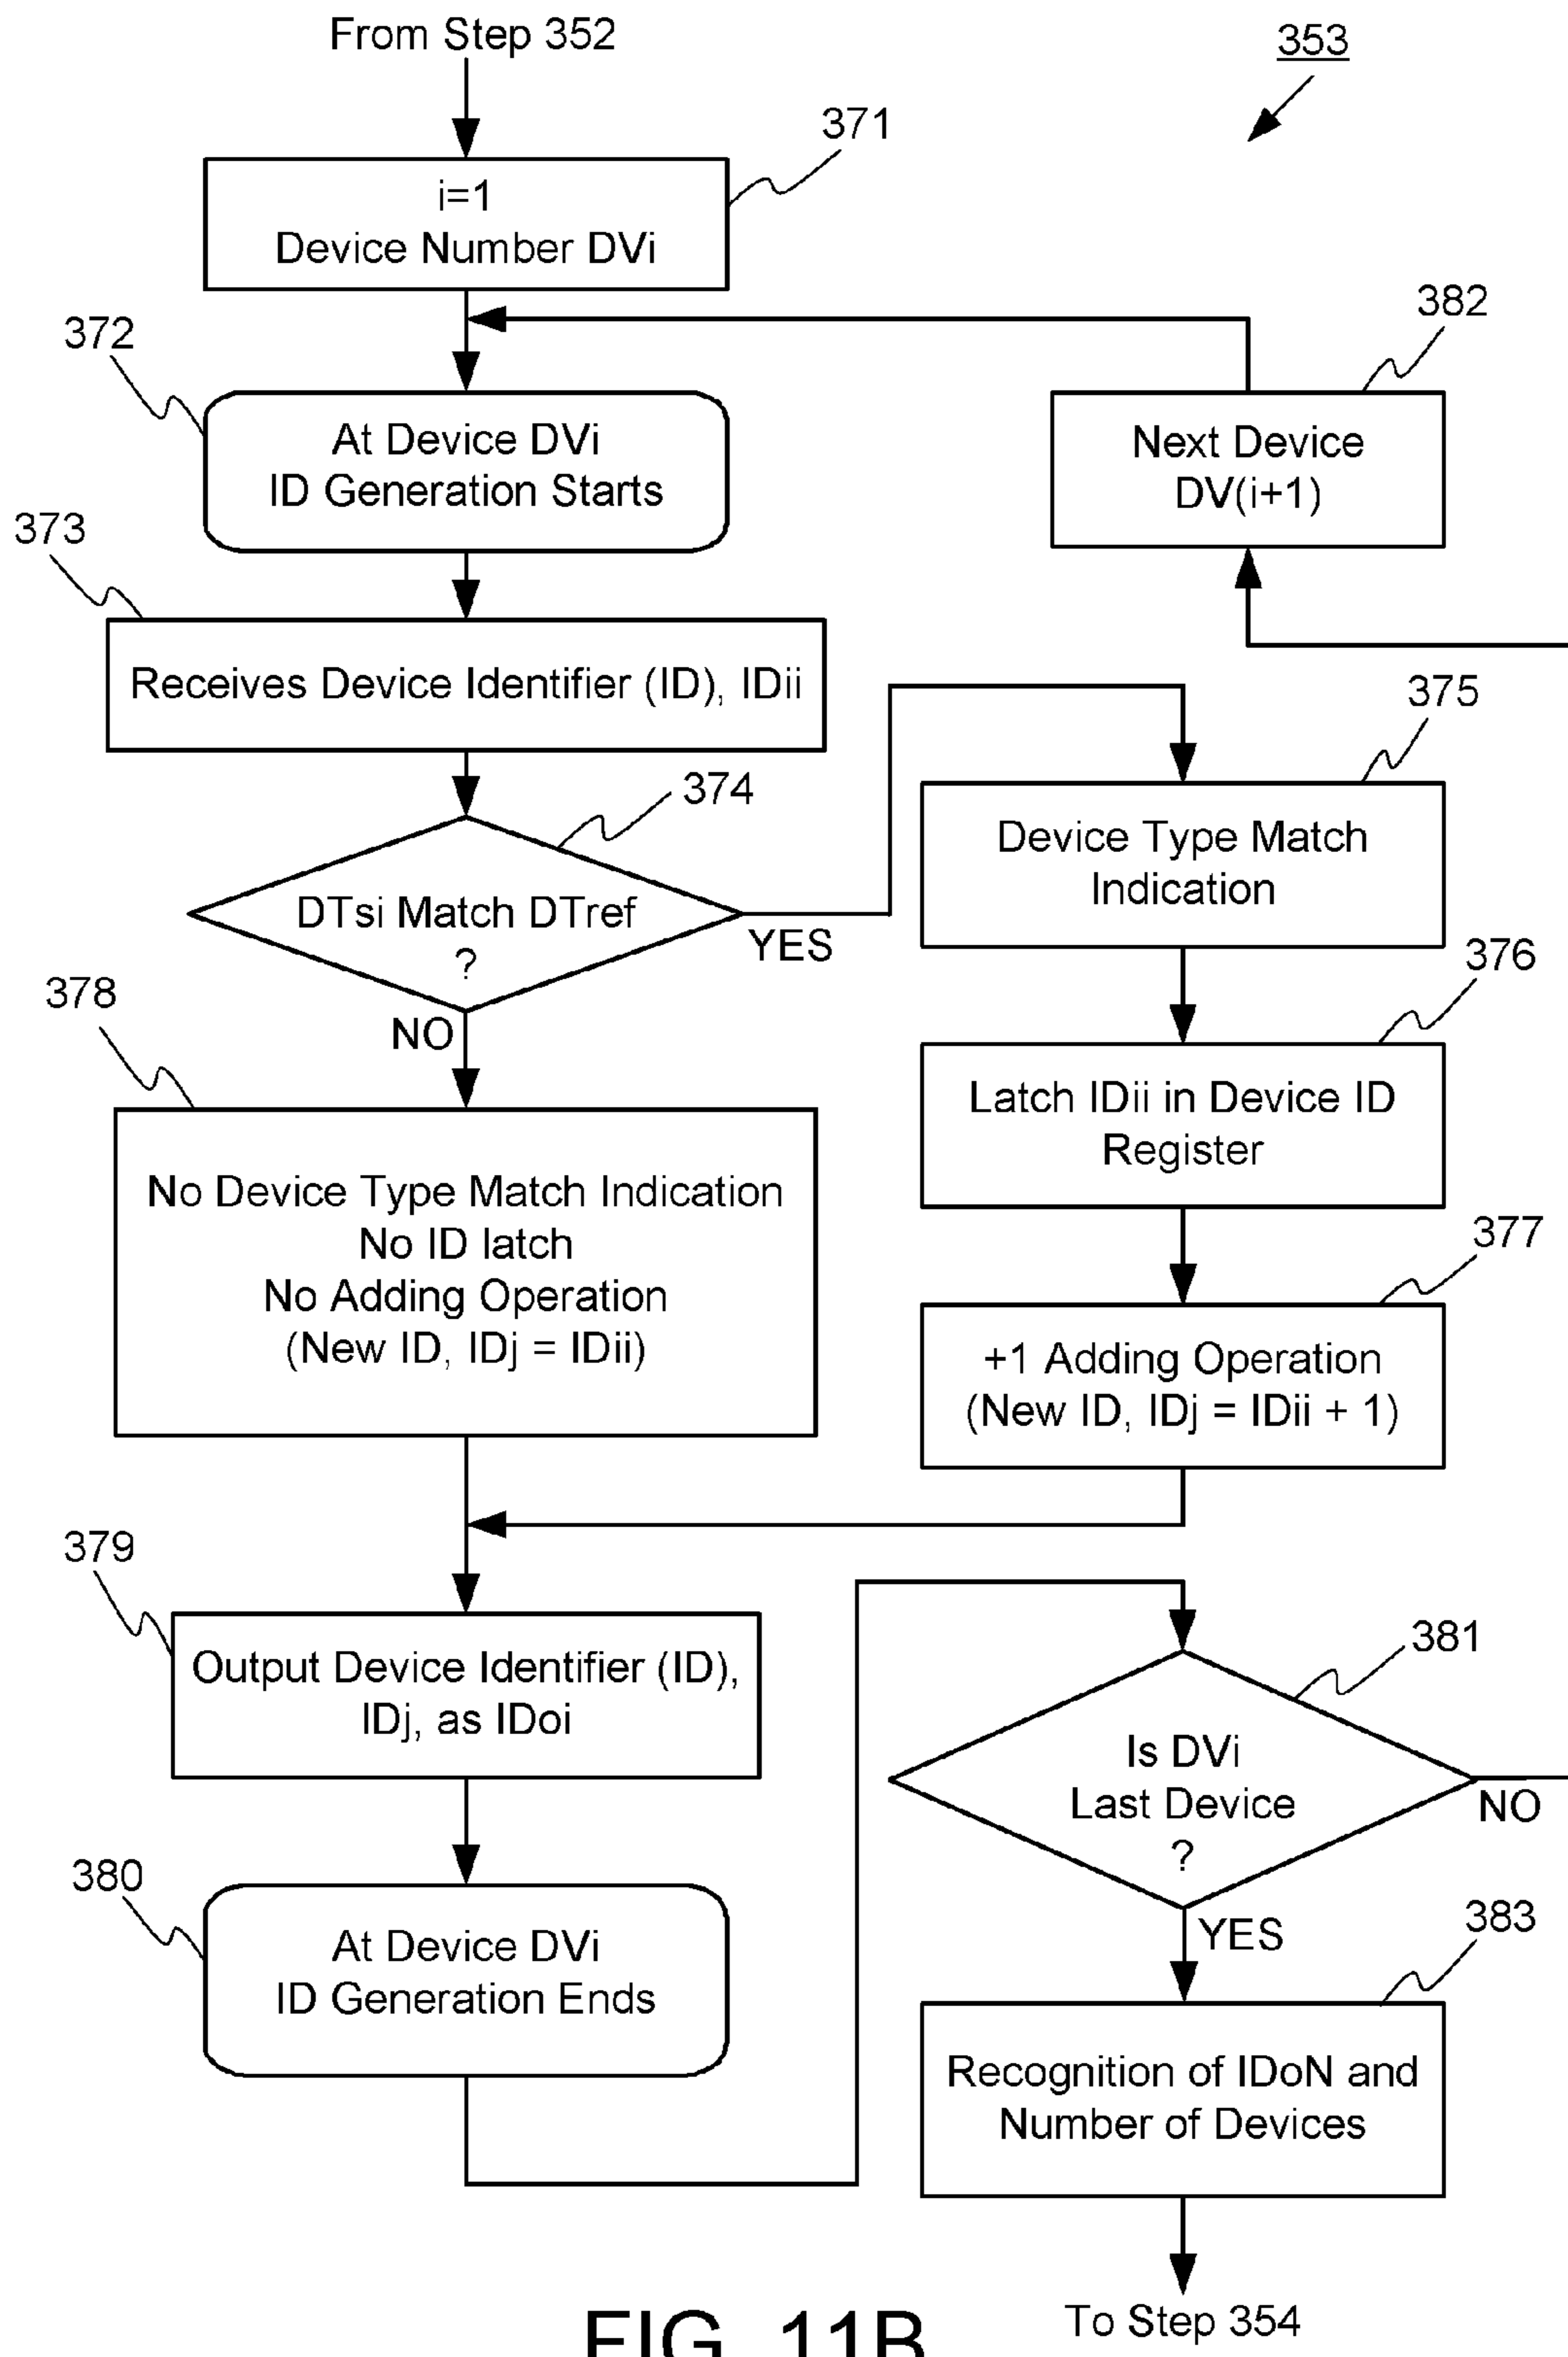 From Step 352
353
371
i=1
Device Number DVi
382
372
At Device DVi
ID Generation Starts
Next Device
DV(i+1)
373
Receives Device Identifier (ID), IDii
375
374
Device Type Match
Indication
DTsi Match DTref
?
YES
NO
376
378
Latch IDii in Device ID
Register
No Device Type Match Indication
No ID latch
No Adding Operation
(New ID, IDj = IDii)
377
+1 Adding Operation
(New ID, IDj = IDii + 1)
379
Output Device Identifier (ID),
IDj, as IDoi
381
Is DVi
Last Device
?
NO
YES
380
At Device DVi
ID Generation Ends
383
Recognition of IDoN and
Number of Devices
To Step 354
FIG. 11B